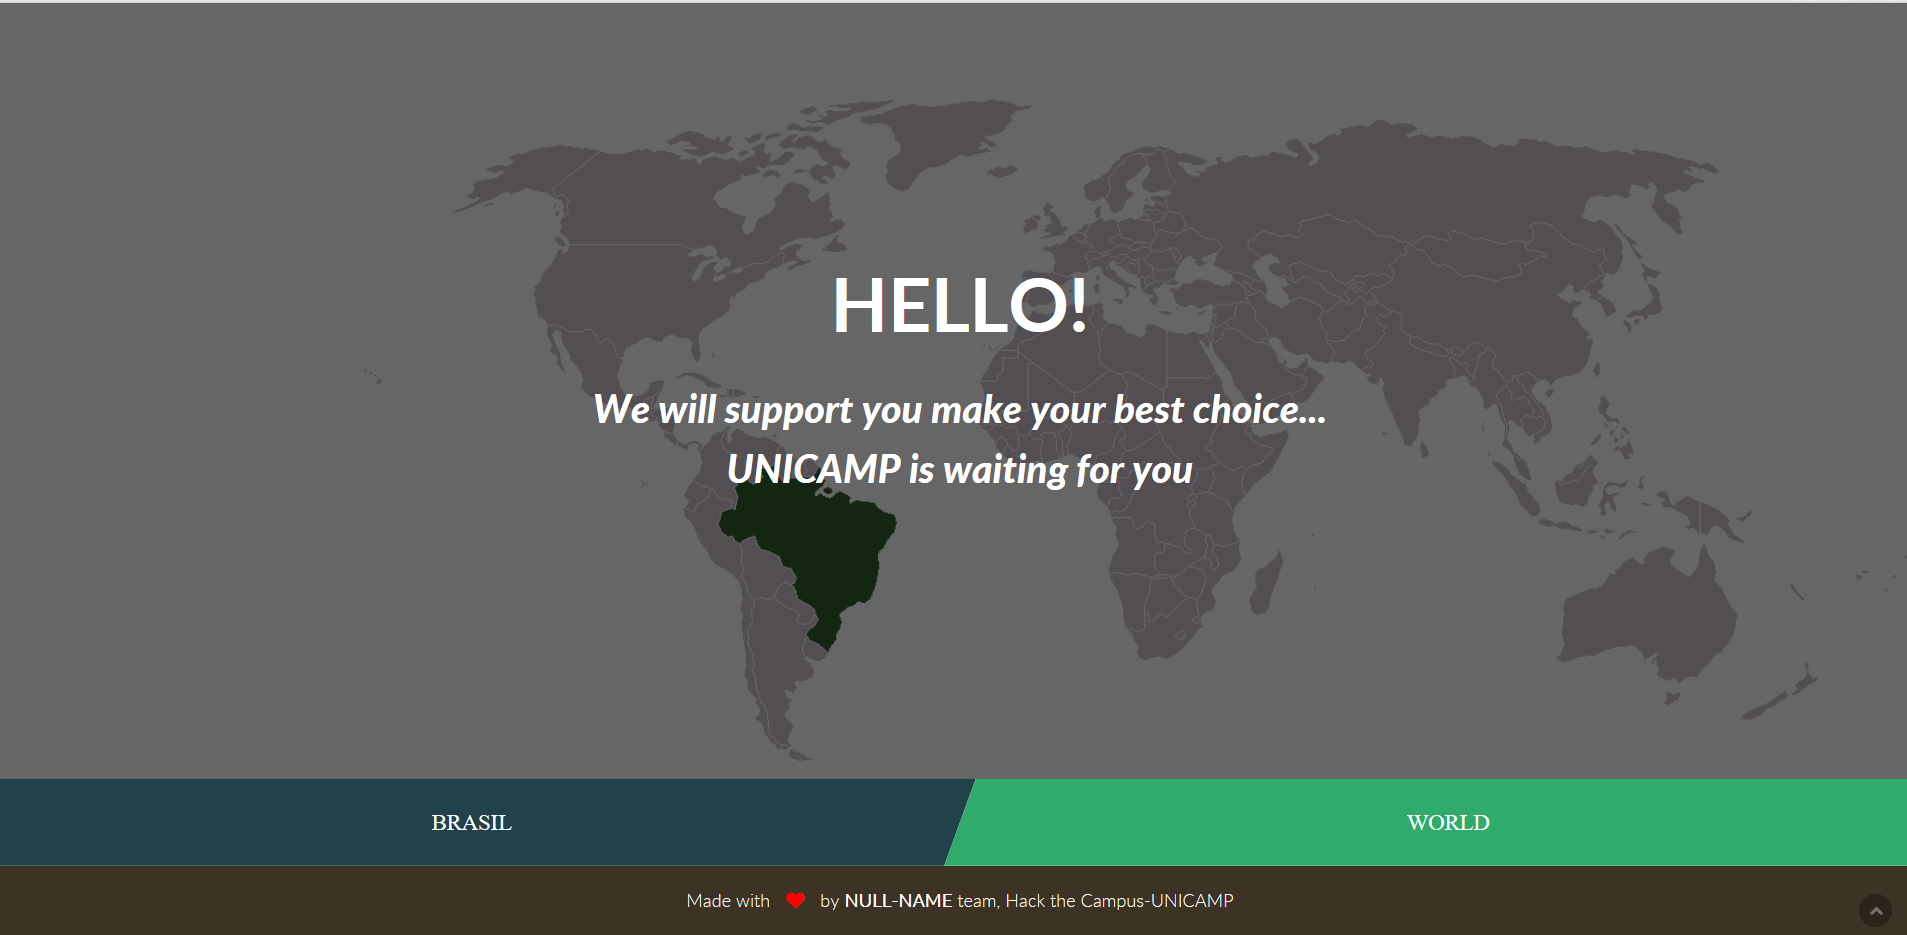 HELLO!
We will support you make your best choice...
UNICAMP is waiting for you
BRASIL
WORLD
Made with by NULL-NAME team, Hack the Campus-UNICAMP